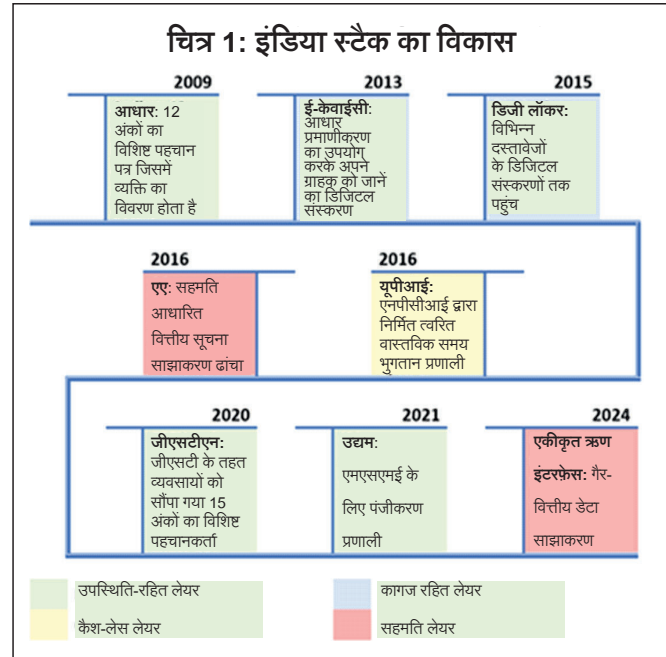 चित्र 1: इंडिया स्टैक का विकास
2009
आधार: 12
अंकों का
विशिष्ट पहचान
पत्र जिसमें
व्यक्ति का
विवरण होता है
2013
ई-केवाईसी:
आधार
प्रमाणीकरण
का उपयोग
करके अपने
ग्राहक को जानें
का डिजिटल
संस्करण
2015
डिजी लॉकर:
विभिन्न
दस्तावेजों
के डिजिटल
संस्करणों तक
पहुंच
2016
एए: सहमति
आधारित
वित्तीय सूचना
साझाकरण ढांचा
2016
यूपीआई:
एनपीसीआई द्वारा
निर्मित त्वरित
वास्तविक समय
भुगतान प्रणाली
2020
जीएसटीएन:
जीएसटी के तहत
व्यवसायों को
सौंपा गया 15
अंकों का विशिष्ट
पहचानकर्ता
2021
उद्यम:
एमएसएमई के
लिए पंजीकरण
प्रणाली
2024
एकीकृत ऋण
इंटरफ़ेस: गैर-
वित्तीय डेटा
साझाकरण
उपस्थिति-रहित लेयर
कागज रहित लेयर
कैश-लेस लेयर
सहमति लेयर